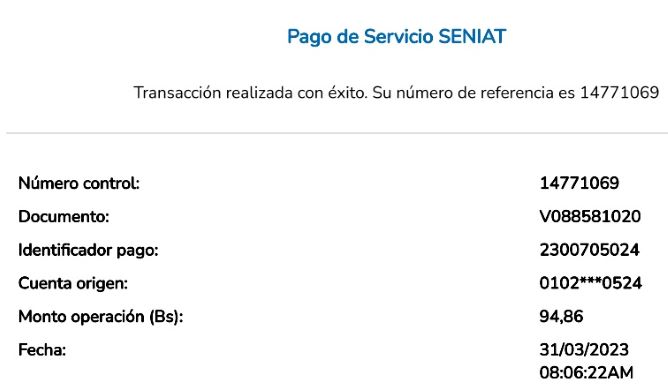 Pago de Servicio SENIAT
Transacción realizada con éxito. Su número de referencia es 14771069
Número control: 14771069
Documento: V088581020
Identificador pago: 2300705024
Cuenta origen: 0102***0524
Monto operación (Bs): 94,86
Fecha: 31/03/2023
08:06:22AM